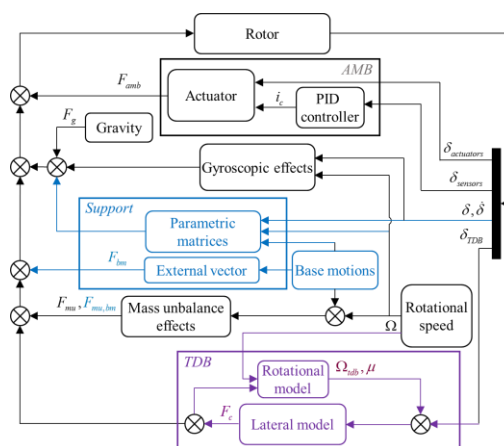 Rotor
AMB
F_amb
Actuator
i_c
PID
controller
F_g
Gravity
δ_actuators
Gyroscopic effects
δ_sensors
Support
Parametric
matrices
δ, δ̇
δ_TDB
F_bm
External vector
Base motions
F_mu, F_mu,bm
Mass unbalance
effects
Ω
Rotational
speed
TDB
Rotational
model
Ω_tdb, μ
F_c
Lateral model